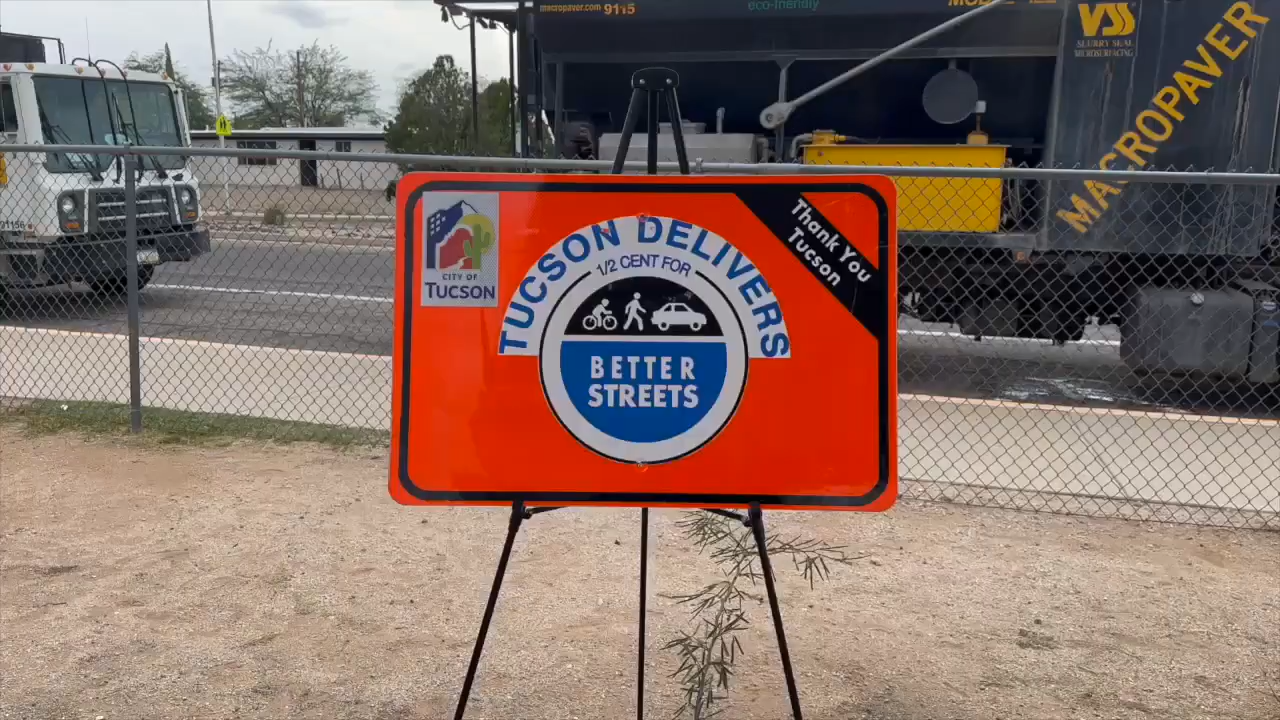 macropaver.com 9115
eco-friendly
VSS
SLURRY SEAL
MICROSURFACING
MACROPAVER
CITY OF
TUCSON
TUCSON DELIVERS
1/2 CENT FOR
BETTER
STREETS
Thank You
Tucson